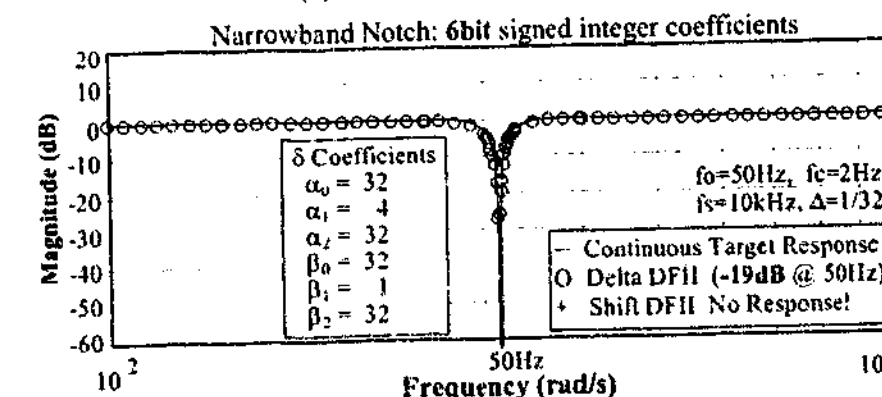 Narrowband Notch: 6bit signed integer coefficients
Magnitude (dB)
20
10
0
-10
-20
-30
-40
-50
-60
δ Coefficients
α₀ = 32
α₁ = 4
α₂ = 32
β₀ = 32
β₁ = 1
β₂ = 32
fo=50Hz, fc=2Hz
fs=10kHz, Δ=1/32
— Continuous Target Response
O Delta DFII (-19dB @ 50Hz)
+ Shift DFII No Response!
10²
50Hz
10
Frequency (rad/s)